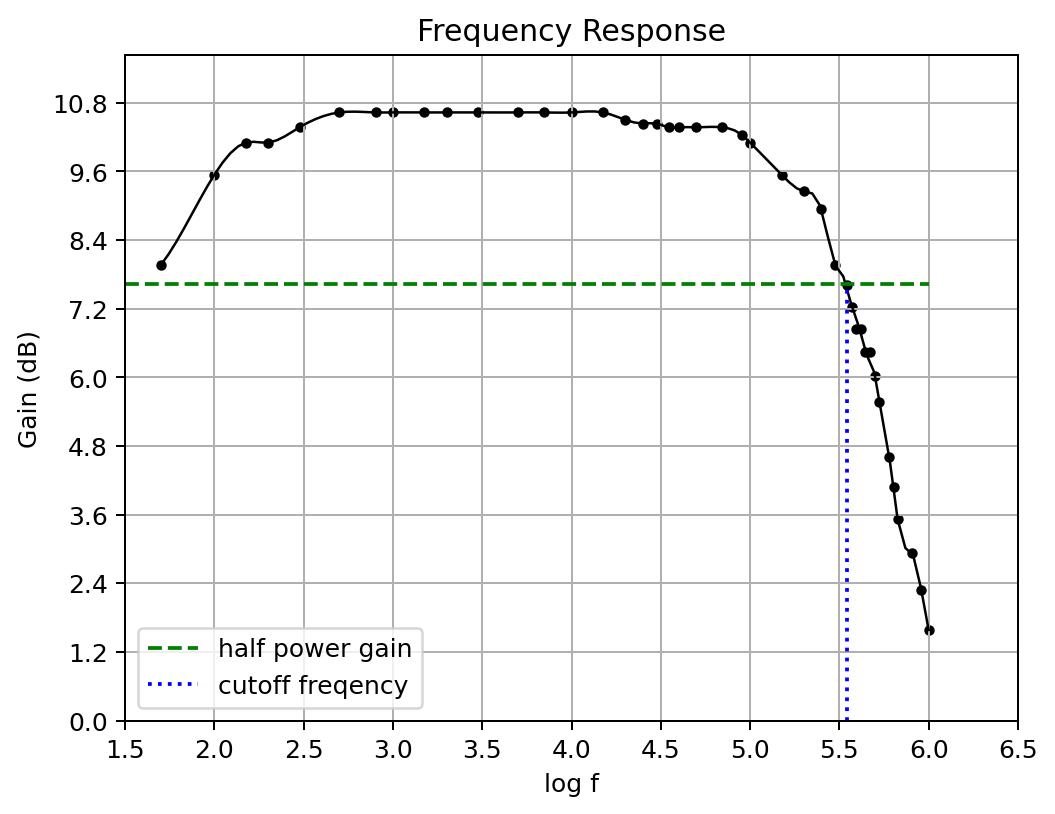 Frequency Response
10.8
9.6
8.4
7.2
6.0
4.8
3.6
2.4
1.2
0.0
Gain (dB)
half power gain
cutoff freqency
1.5 2.0 2.5 3.0 3.5 4.0 4.5 5.0 5.5 6.0 6.5
log f